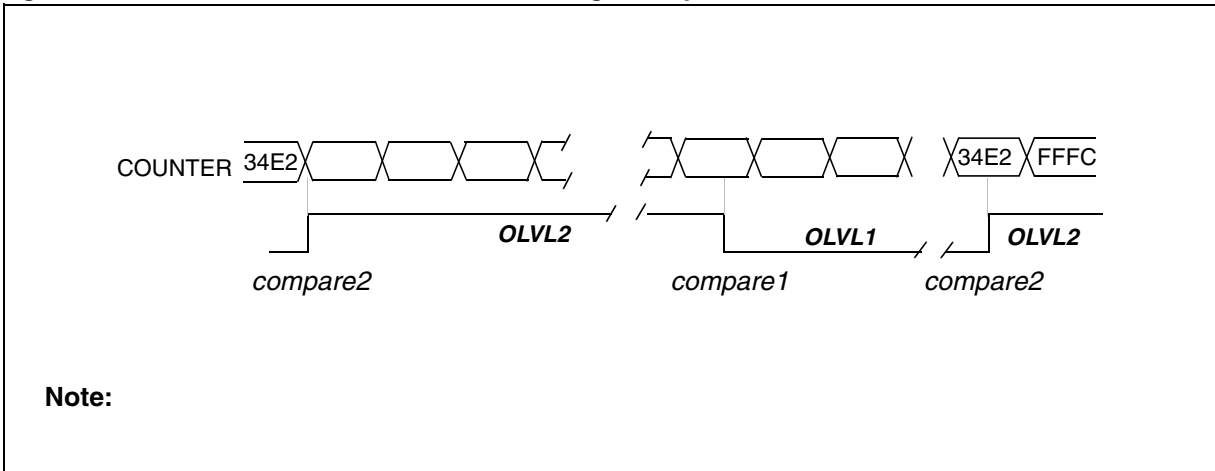 COUNTER 34E2 34E2 FFFC
OLVL2 OLVL1 OLVL2
compare2 compare1 compare2
Note: